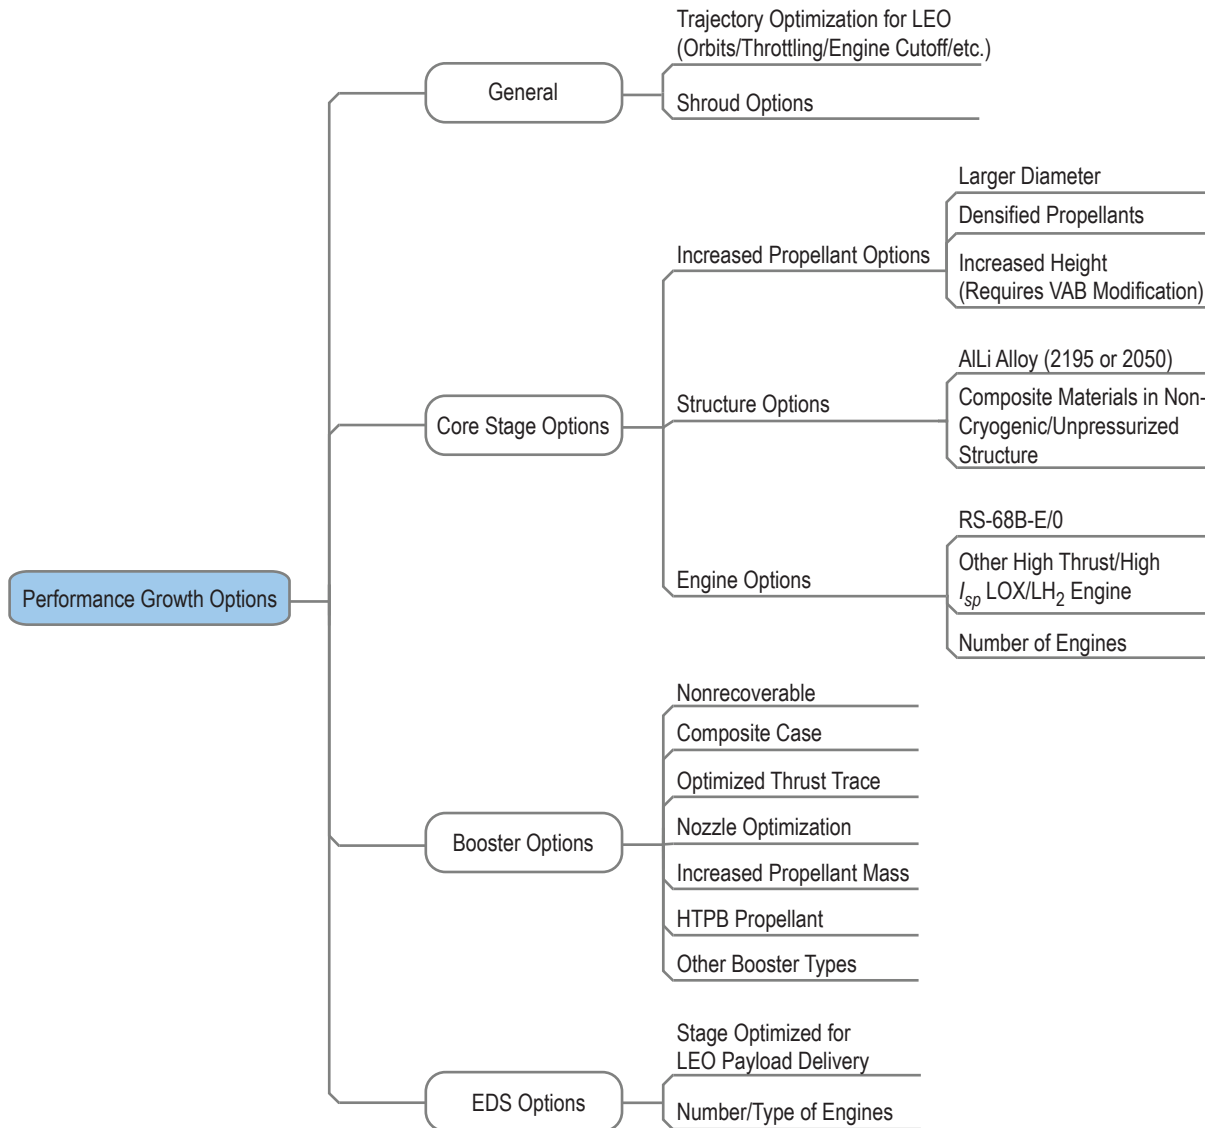 Trajectory Optimization for LEO
(Orbits/Throttling/Engine Cutoff/etc.)
General
Shroud Options
Larger Diameter
Densified Propellants
Increased Propellant Options
Increased Height
(Requires VAB Modification)
AlLi Alloy (2195 or 2050)
Structure Options
Composite Materials in Non-
Cryogenic/Unpressurized
Structure
Core Stage Options
RS-68B-E/0
Engine Options
Other High Thrust/High
Isp LOX/LH2 Engine
Number of Engines
Performance Growth Options
Nonrecoverable
Composite Case
Optimized Thrust Trace
Nozzle Optimization
Booster Options
Increased Propellant Mass
HTPB Propellant
Other Booster Types
Stage Optimized for
LEO Payload Delivery
EDS Options
Number/Type of Engines